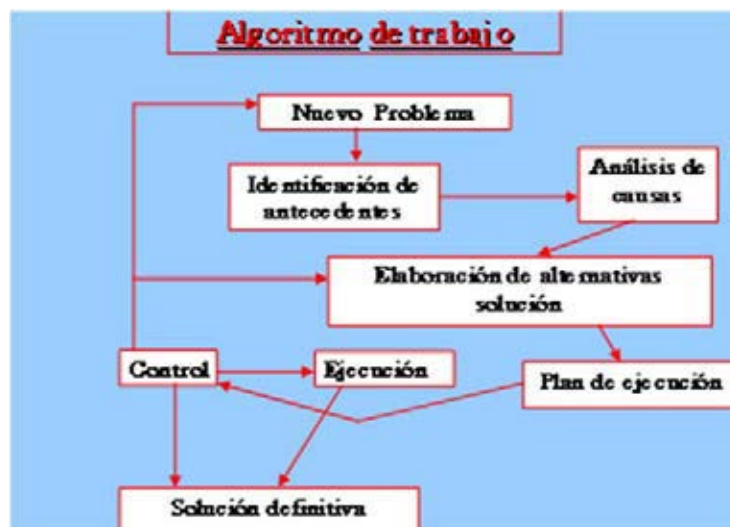 Algoritmo de trabajo
Nuevo Problema
Identificación de
antecedentes
Análisis de
causas
Elaboración de alternativas
solución
Control
Ejecución
Plan de ejecución
Solución definitiva